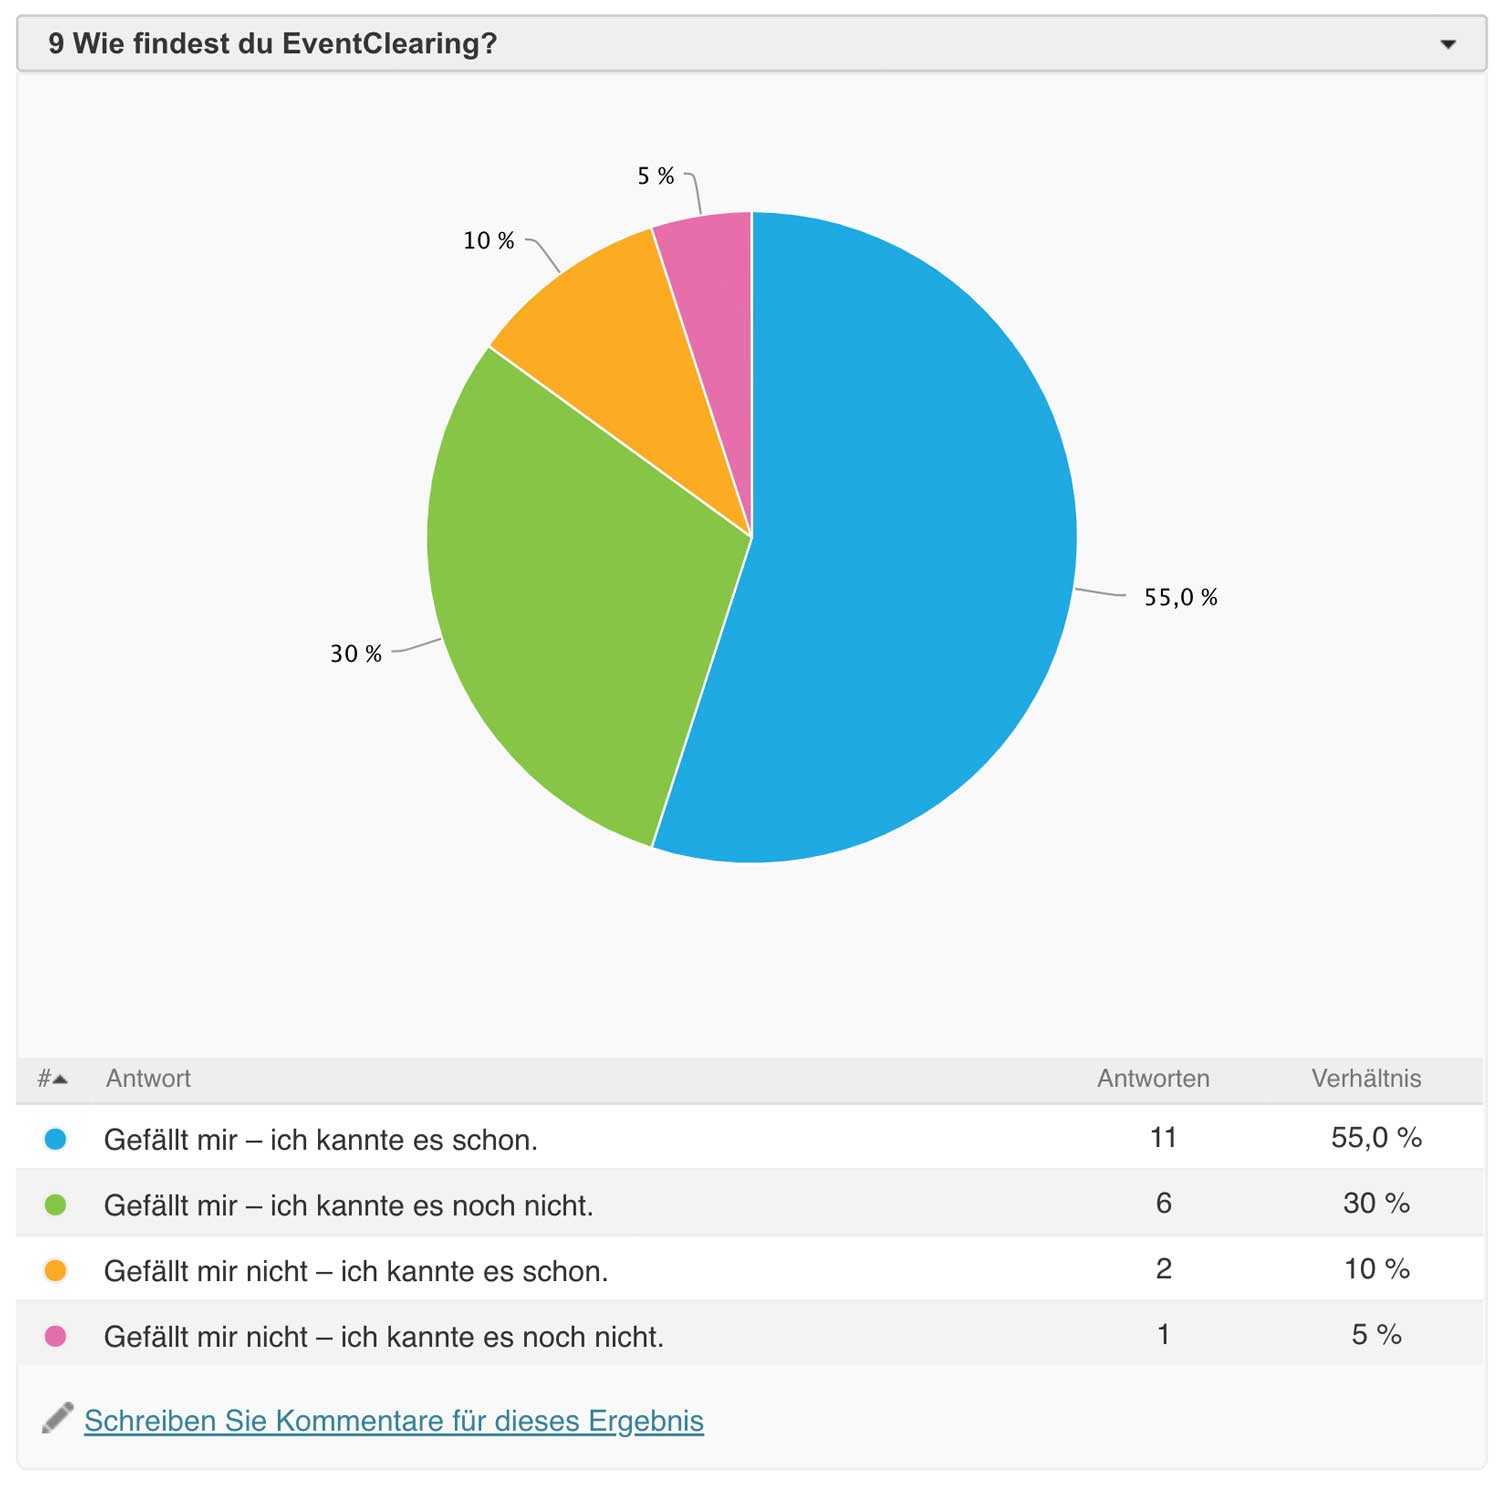 9 Wie findest du EventClearing?
5 %
10 %
55,0 %
30 %
# Antwort Antworten Verhältnis
Gefällt mir – ich kannte es schon. 11 55,0 %
Gefällt mir – ich kannte es noch nicht. 6 30 %
Gefällt mir nicht – ich kannte es schon. 2 10 %
Gefällt mir nicht – ich kannte es noch nicht. 1 5 %
Schreiben Sie Kommentare für dieses Ergebnis